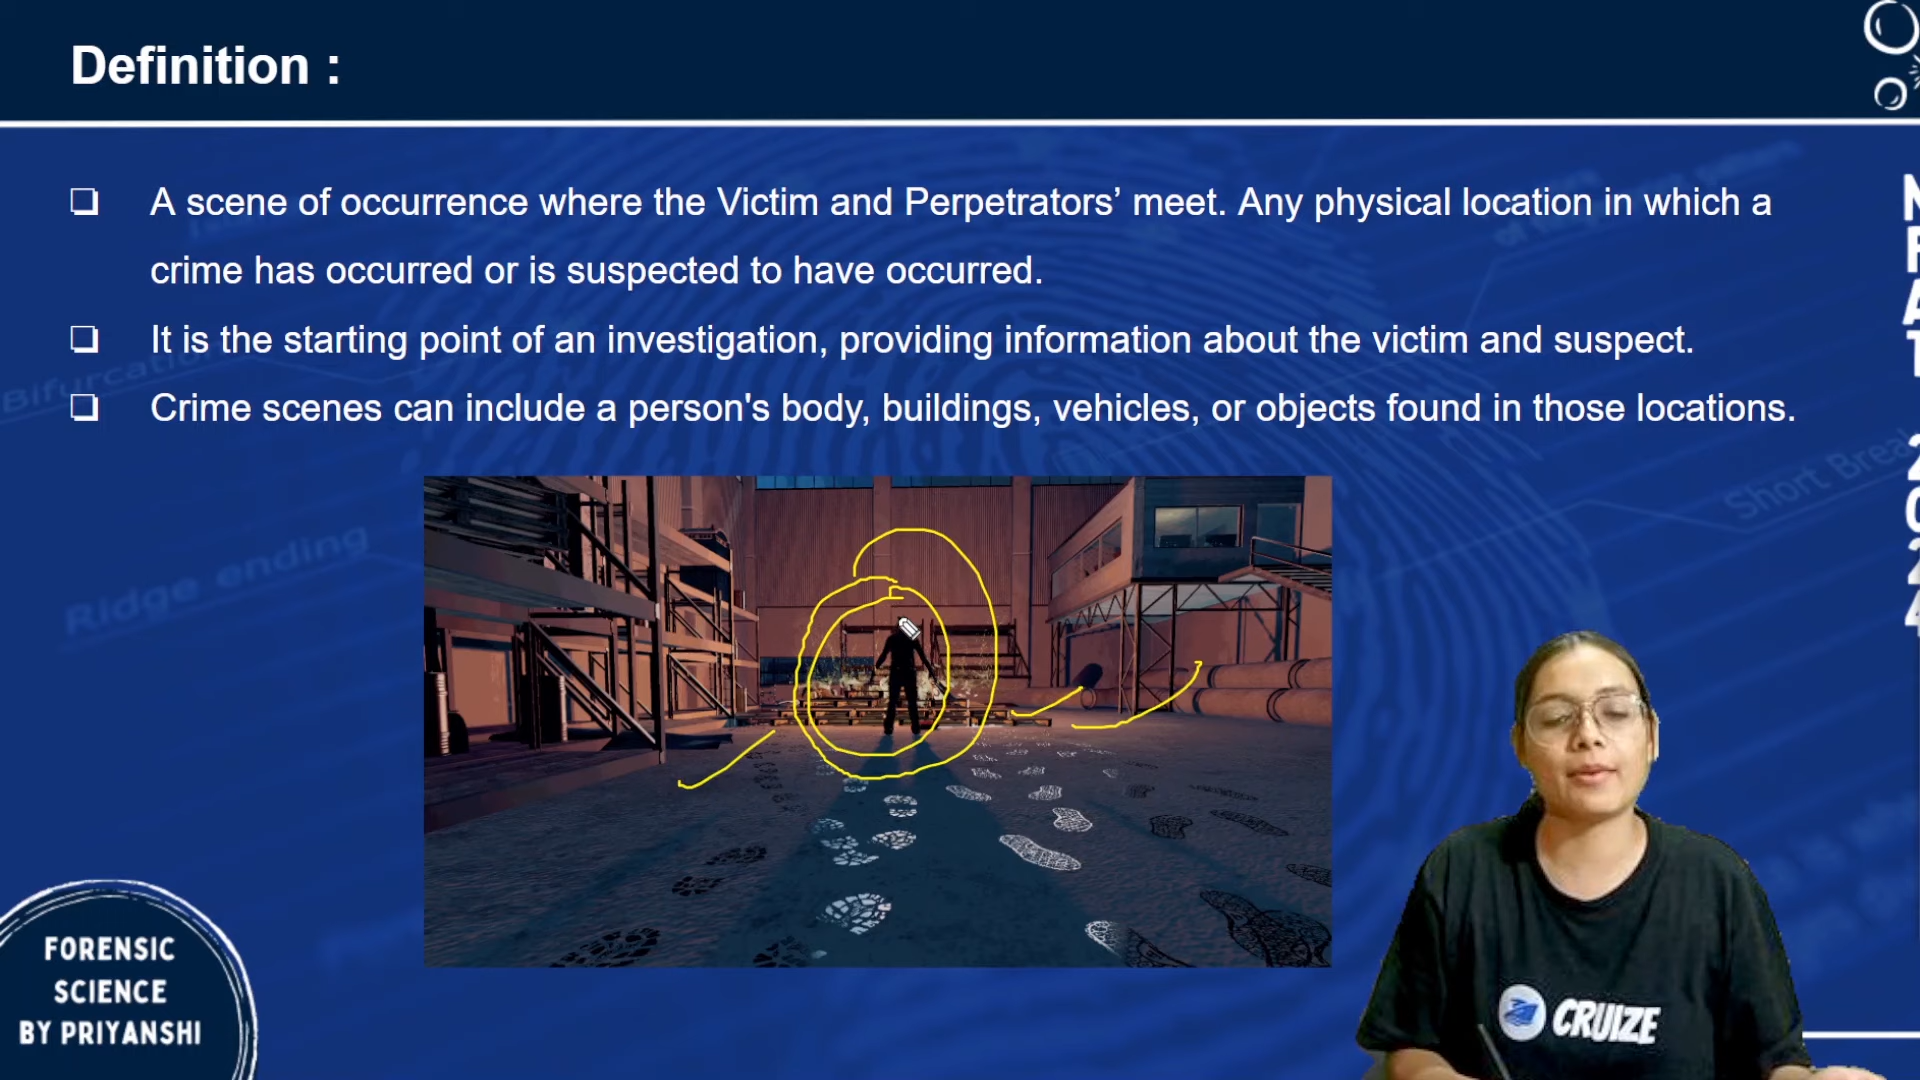 Definition :
❏ A scene of occurrence where the Victim and Perpetrators’ meet. Any physical location in which a
crime has occurred or is suspected to have occurred.
❏ It is the starting point of an investigation, providing information about the victim and suspect.
❏ Crime scenes can include a person's body, buildings, vehicles, or objects found in those locations.
Bifurcation
Ridge ending
Short Break
NFAT 2024
FORENSIC
SCIENCE
BY PRIYANSHI
CRUIZE